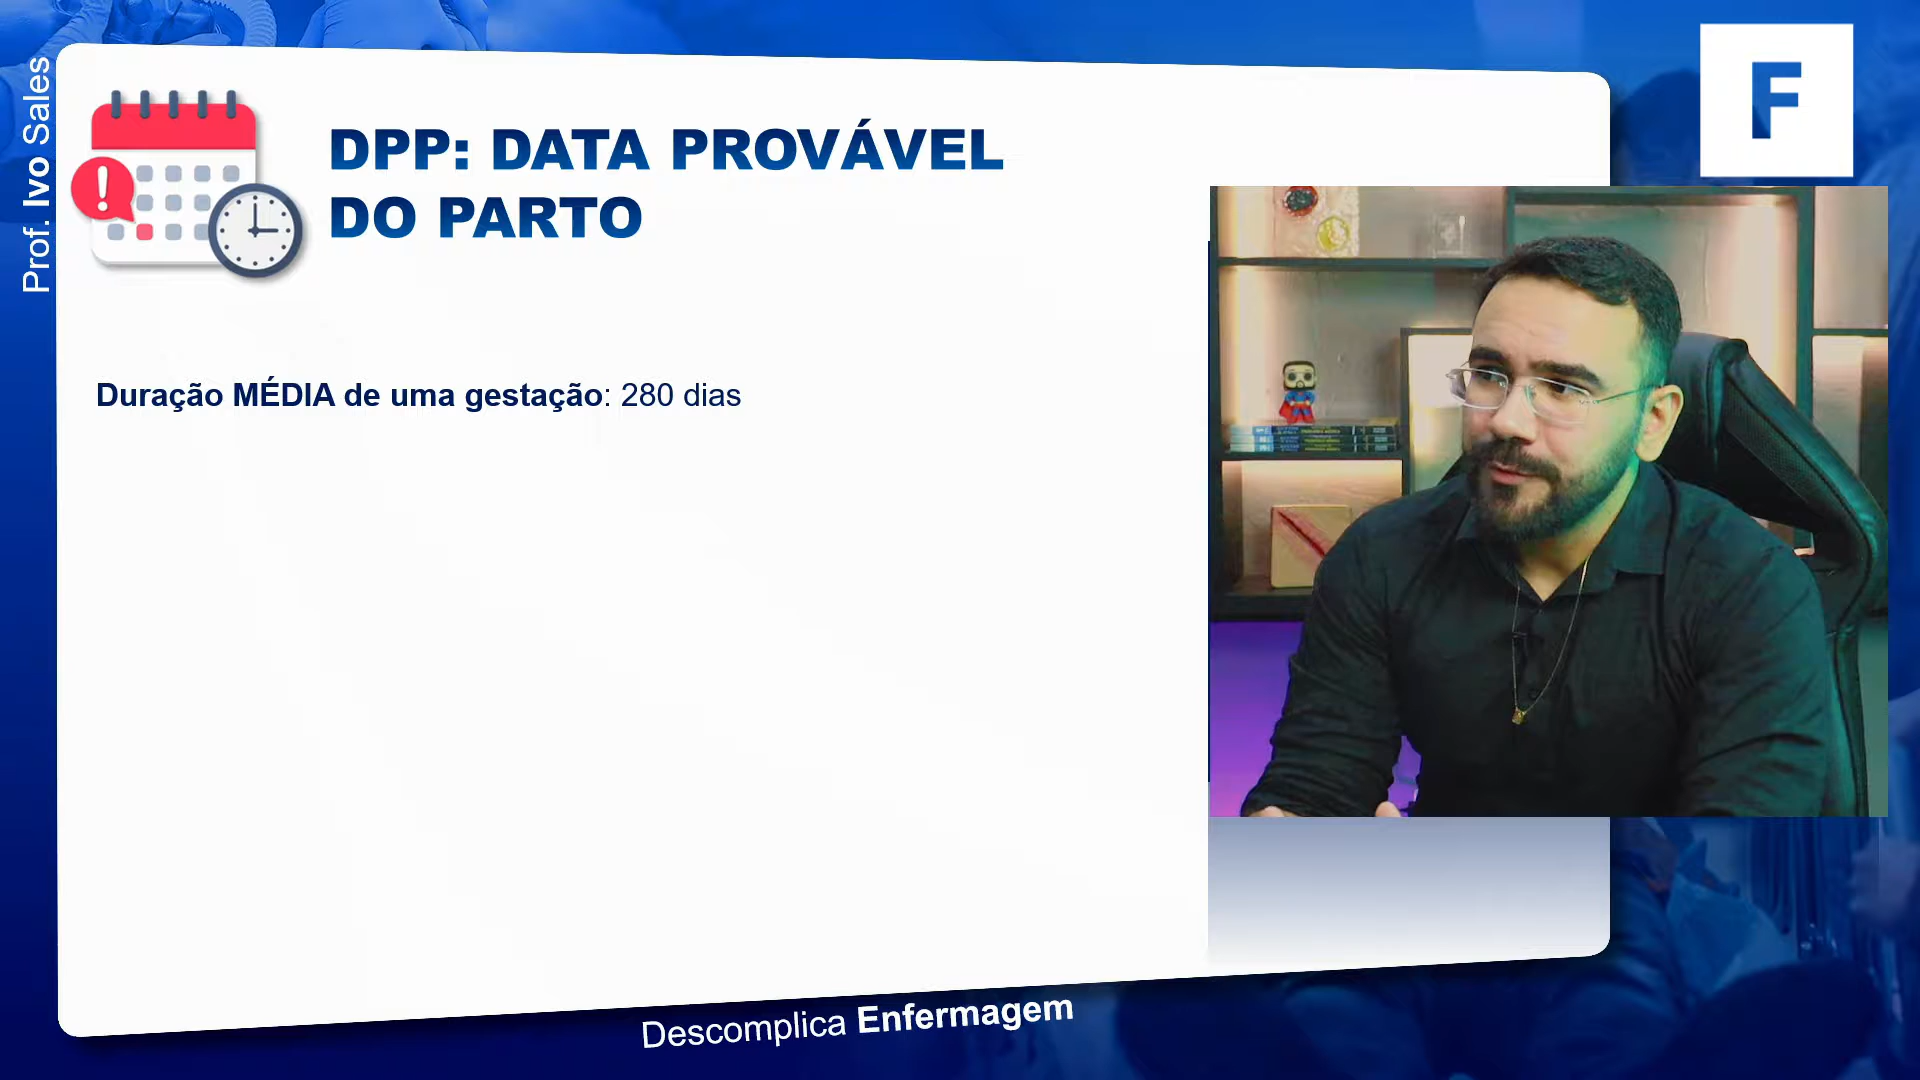 Prof. Ivo Sales
F
DPP: DATA PROVÁVEL
DO PARTO
Duração MÉDIA de uma gestação: 280 dias
Descomplica Enfermagem